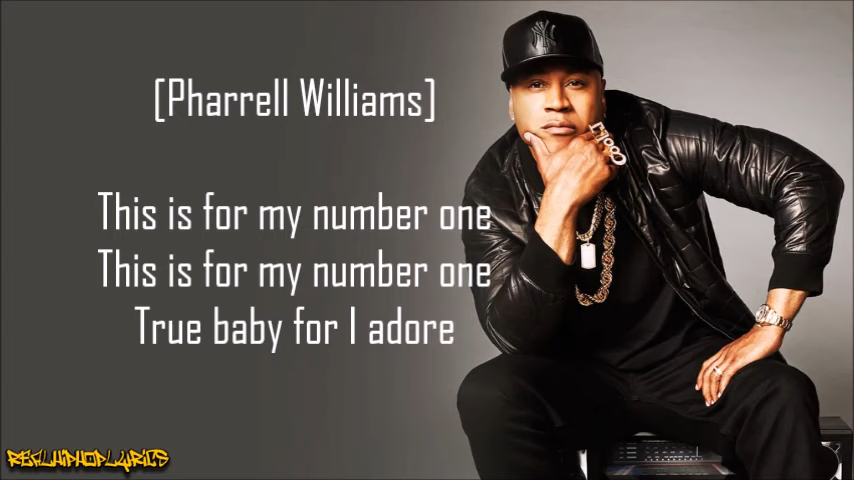 [Pharrell Williams]
This is for my number one
This is for my number one
True baby for I adore
REALHIPHOPLYRICS
NY